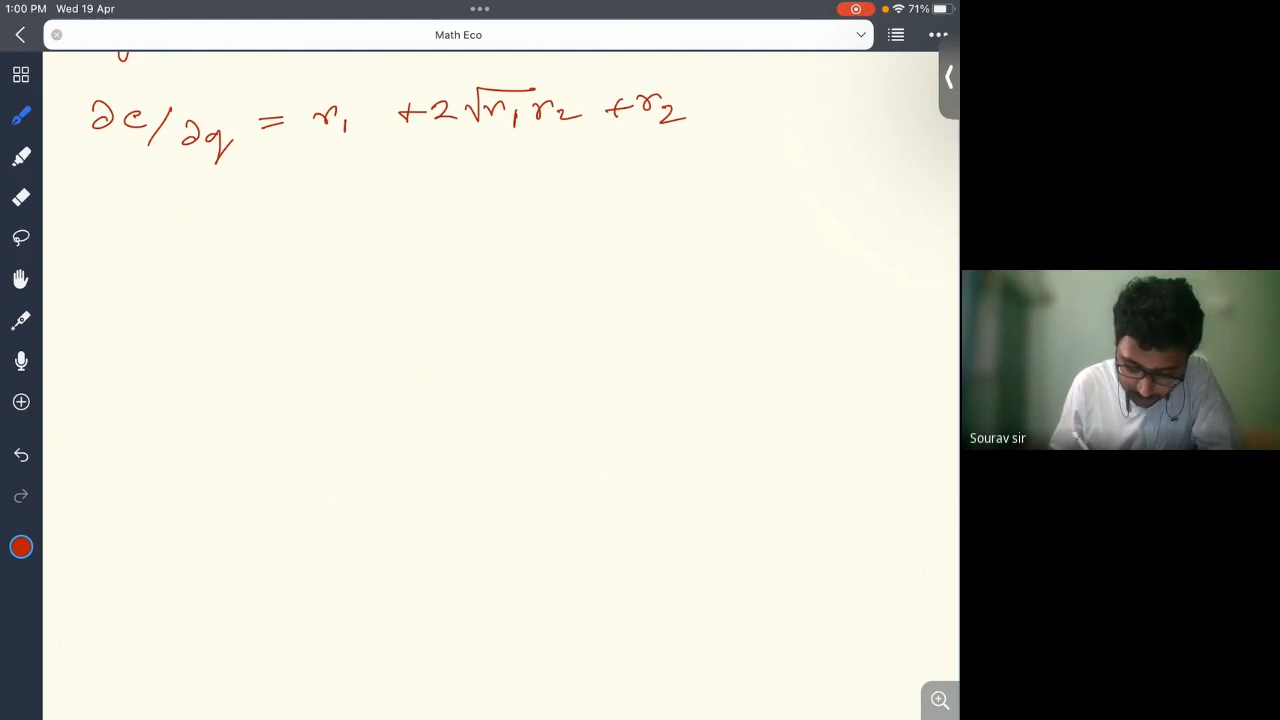 1:00 PM Wed 19 Apr 71%
Math Eco
∂c/∂q = r₁ +2√r₁r₂ +r₂
Sourav sir